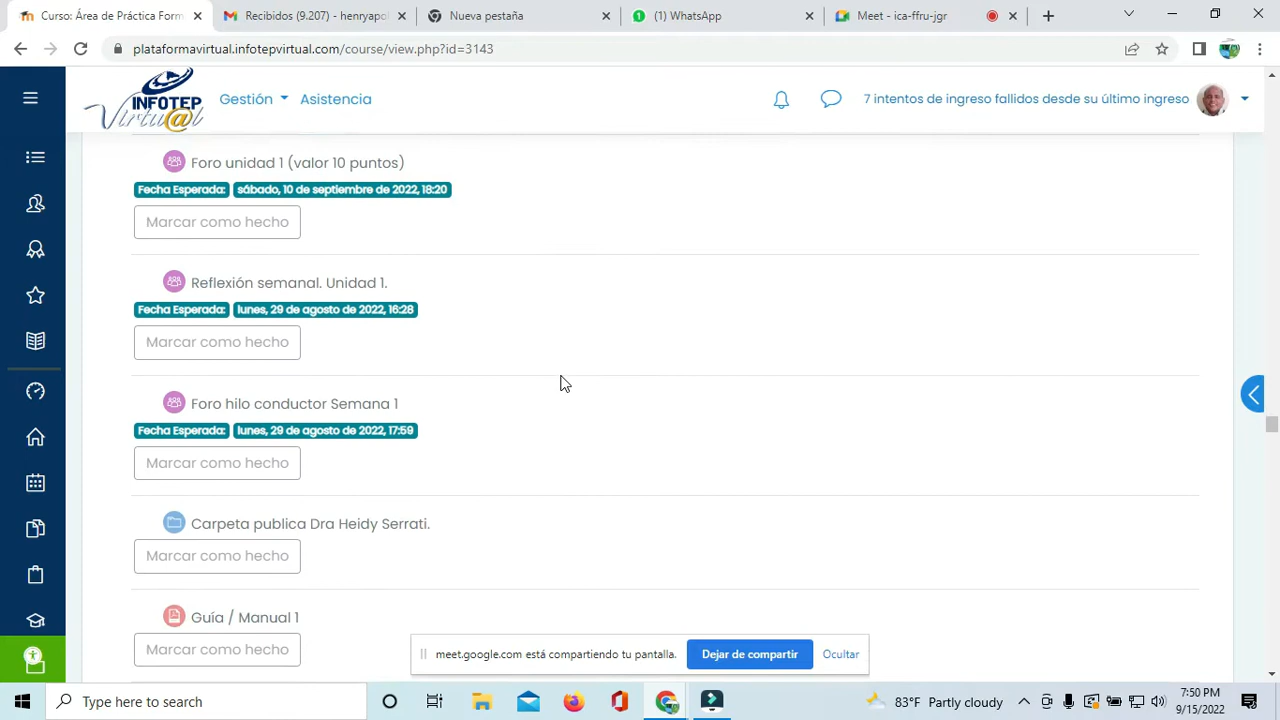 Curso: Área de Práctica Form
Recibidos (9.207) - henryapol
Nueva pestaña
(1) WhatsApp
Meet - ica-ffru-jgr
plataformavirtual.infotepvirtual.com/course/view.php?id=3143
INFOTEP
Virtu@l
Gestión
Asistencia
7 intentos de ingreso fallidos desde su último ingreso
Foro unidad 1 (valor 10 puntos)
Fecha Esperada: sábado, 10 de septiembre de 2022, 18:20
Marcar como hecho
Reflexión semanal. Unidad 1.
Fecha Esperada: lunes, 29 de agosto de 2022, 16:28
Marcar como hecho
Foro hilo conductor Semana 1
Fecha Esperada: lunes, 29 de agosto de 2022, 17:59
Marcar como hecho
Carpeta publica Dra Heidy Serrati.
Marcar como hecho
Guía / Manual 1
Marcar como hecho
meet.google.com está compartiendo tu pantalla.
Dejar de compartir
Ocultar
Type here to search
83°F Partly cloudy
7:50 PM
9/15/2022